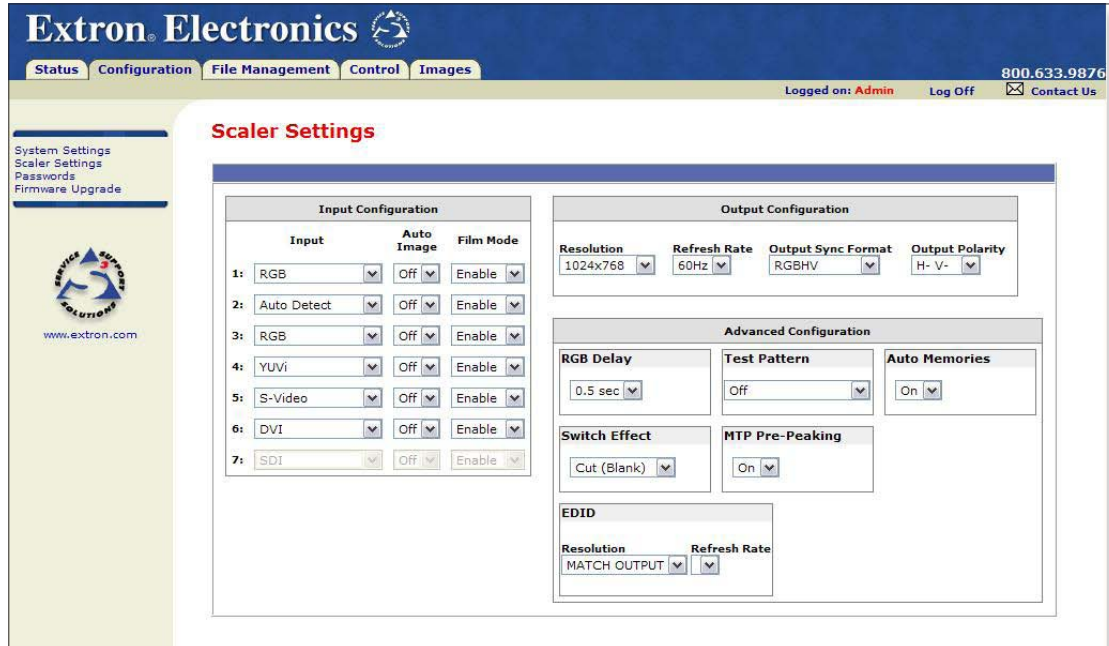 Extron® Electronics
Status Configuration File Management Control Images
800.633.9876
Logged on: Admin Log Off Contact Us
System Settings
Scaler Settings
Passwords
Firmware Upgrade
SERVICE SUPPORT SOLUTIONS
3
www.extron.com
Scaler Settings
Input Configuration
Input Auto Image Film Mode
1: RGB Off Enable
2: Auto Detect Off Enable
3: RGB Off Enable
4: YUVi Off Enable
5: S-Video Off Enable
6: DVI Off Enable
7: SDI Off Enable
Output Configuration
Resolution Refresh Rate Output Sync Format Output Polarity
1024x768 60Hz RGBHV H- V-
Advanced Configuration
RGB Delay Test Pattern Auto Memories
0.5 sec Off On
Switch Effect MTP Pre-Peaking
Cut (Blank) On
EDID
Resolution Refresh Rate
MATCH OUTPUT